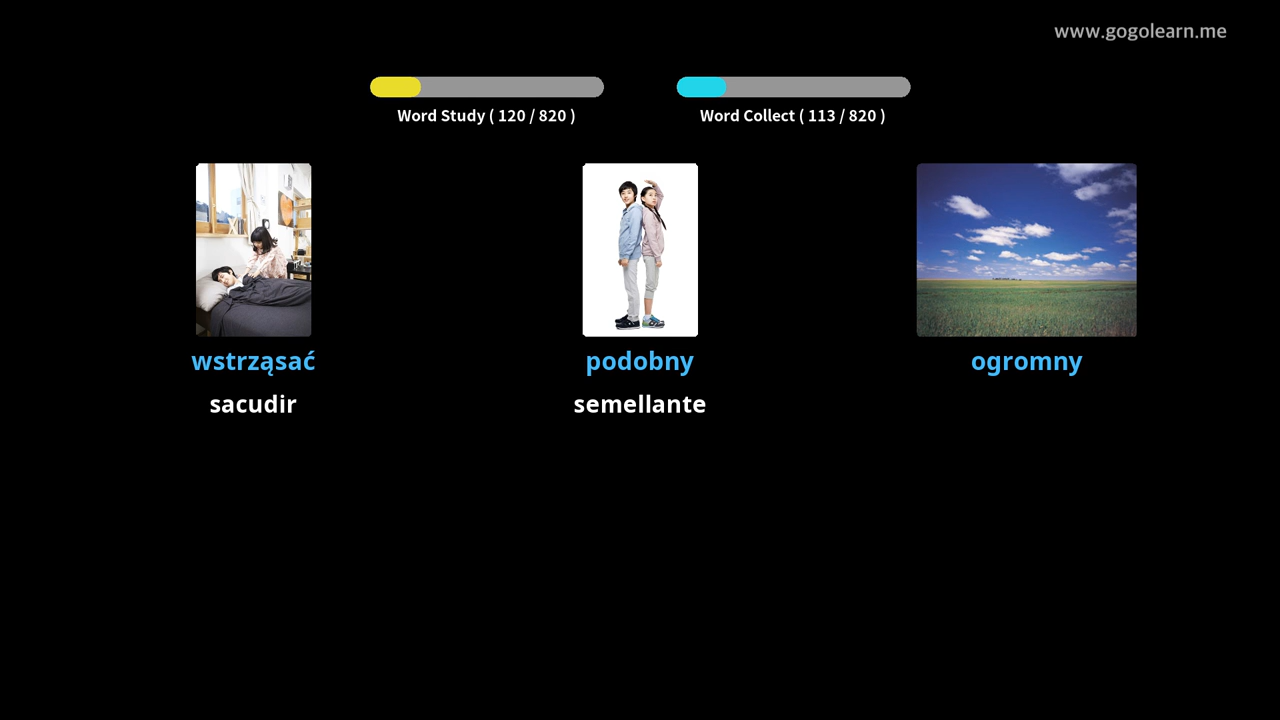 www.gogolearn.me
Word Study ( 120 / 820 )
Word Collect ( 113 / 820 )
wstrząsać
sacudir
podobny
semellante
ogromny